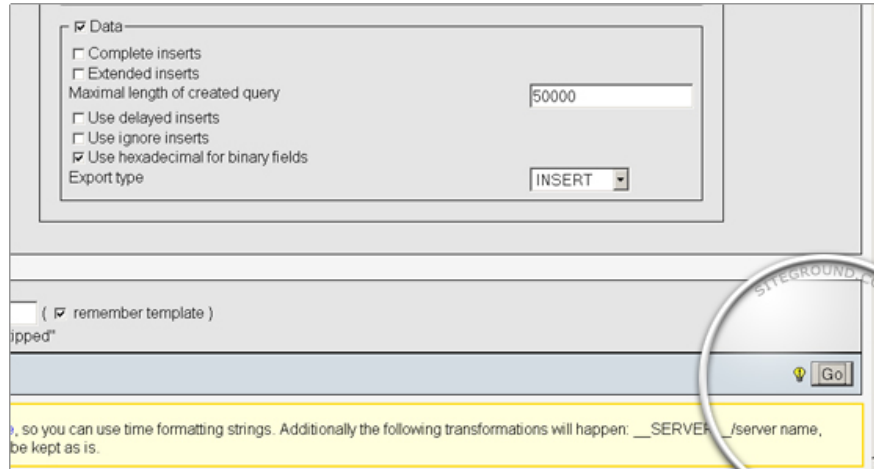 Data
Complete inserts
Extended inserts
Maximal length of created query 50000
Use delayed inserts
Use ignore inserts
Use hexadecimal for binary fields
Export type INSERT
SITEGROUND.CO
( remember template )
ipped"
Go
, so you can use time formatting strings. Additionally the following transformations will happen: __SERVER__/server name,
be kept as is.